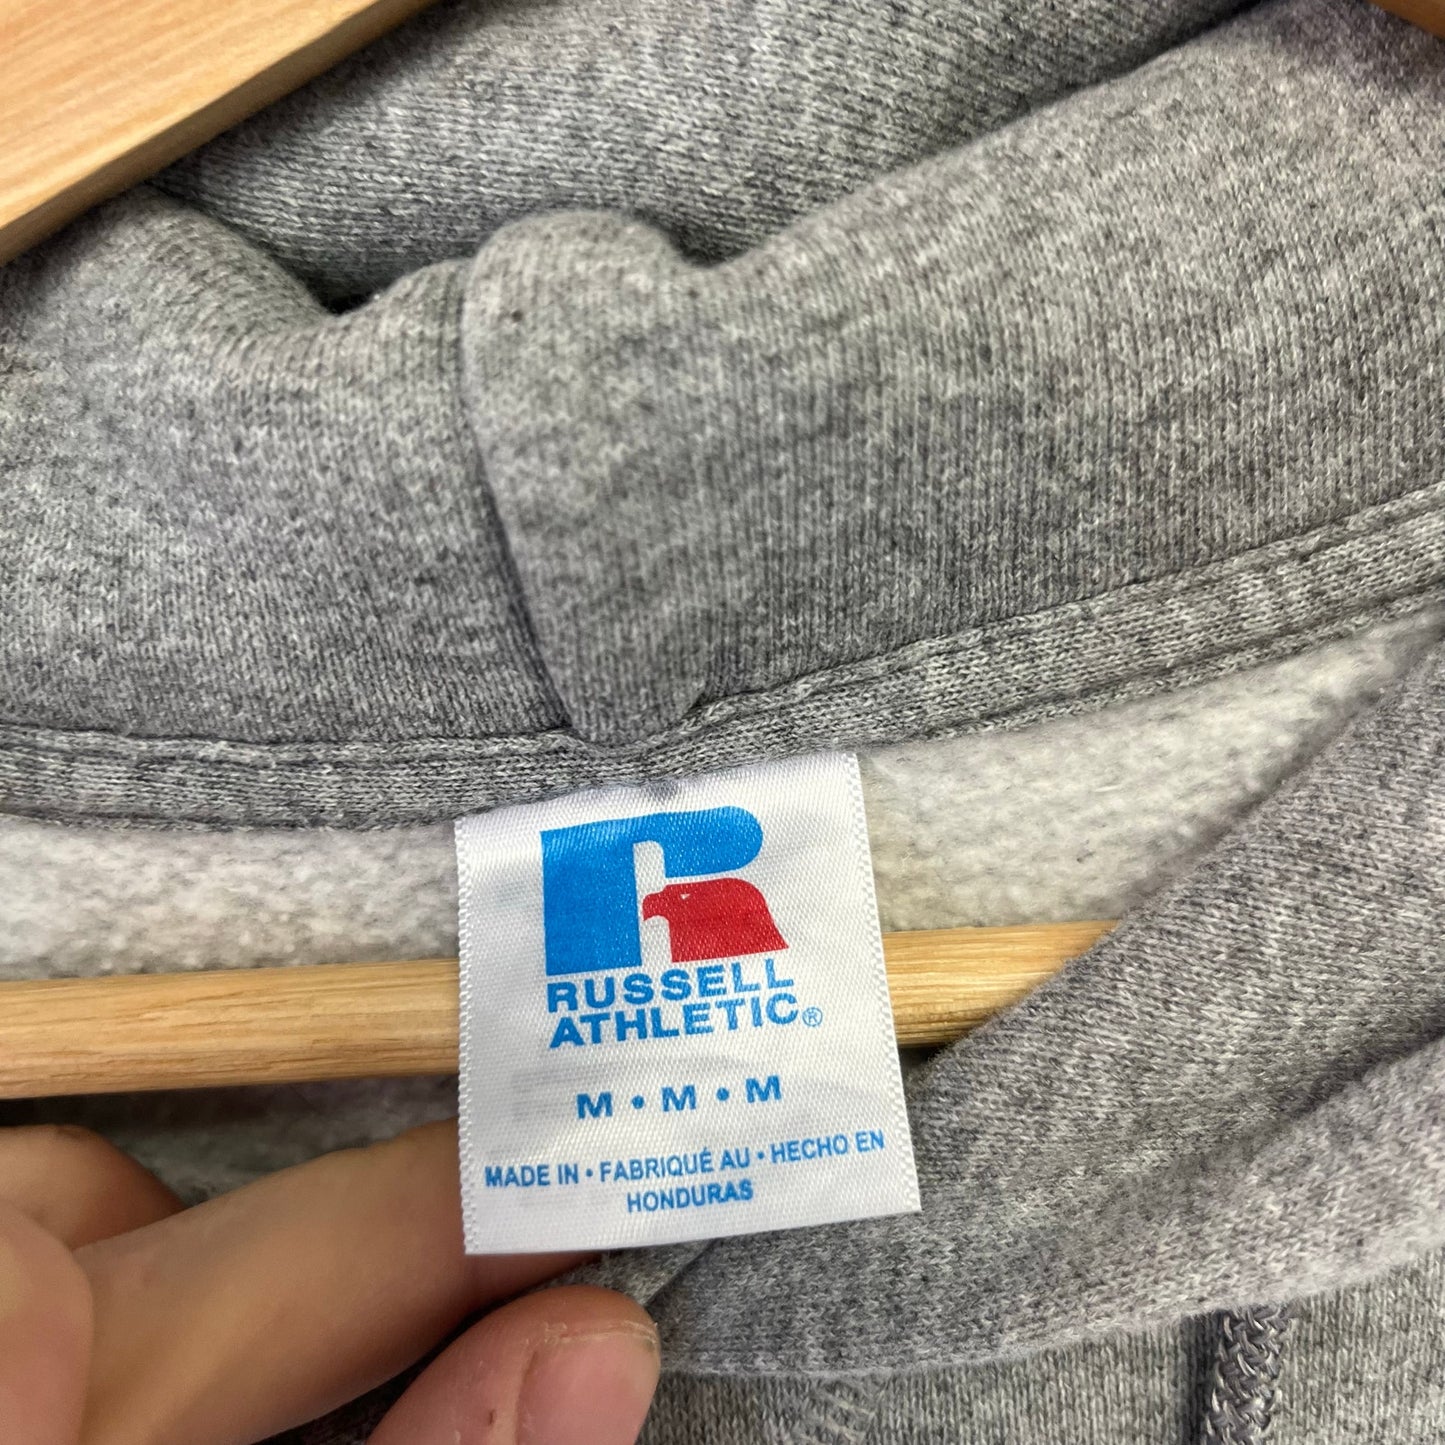 RUSSELL
ATHLETIC®
M • M • M
MADE IN • FABRIQUÉ AU • HECHO EN
HONDURAS